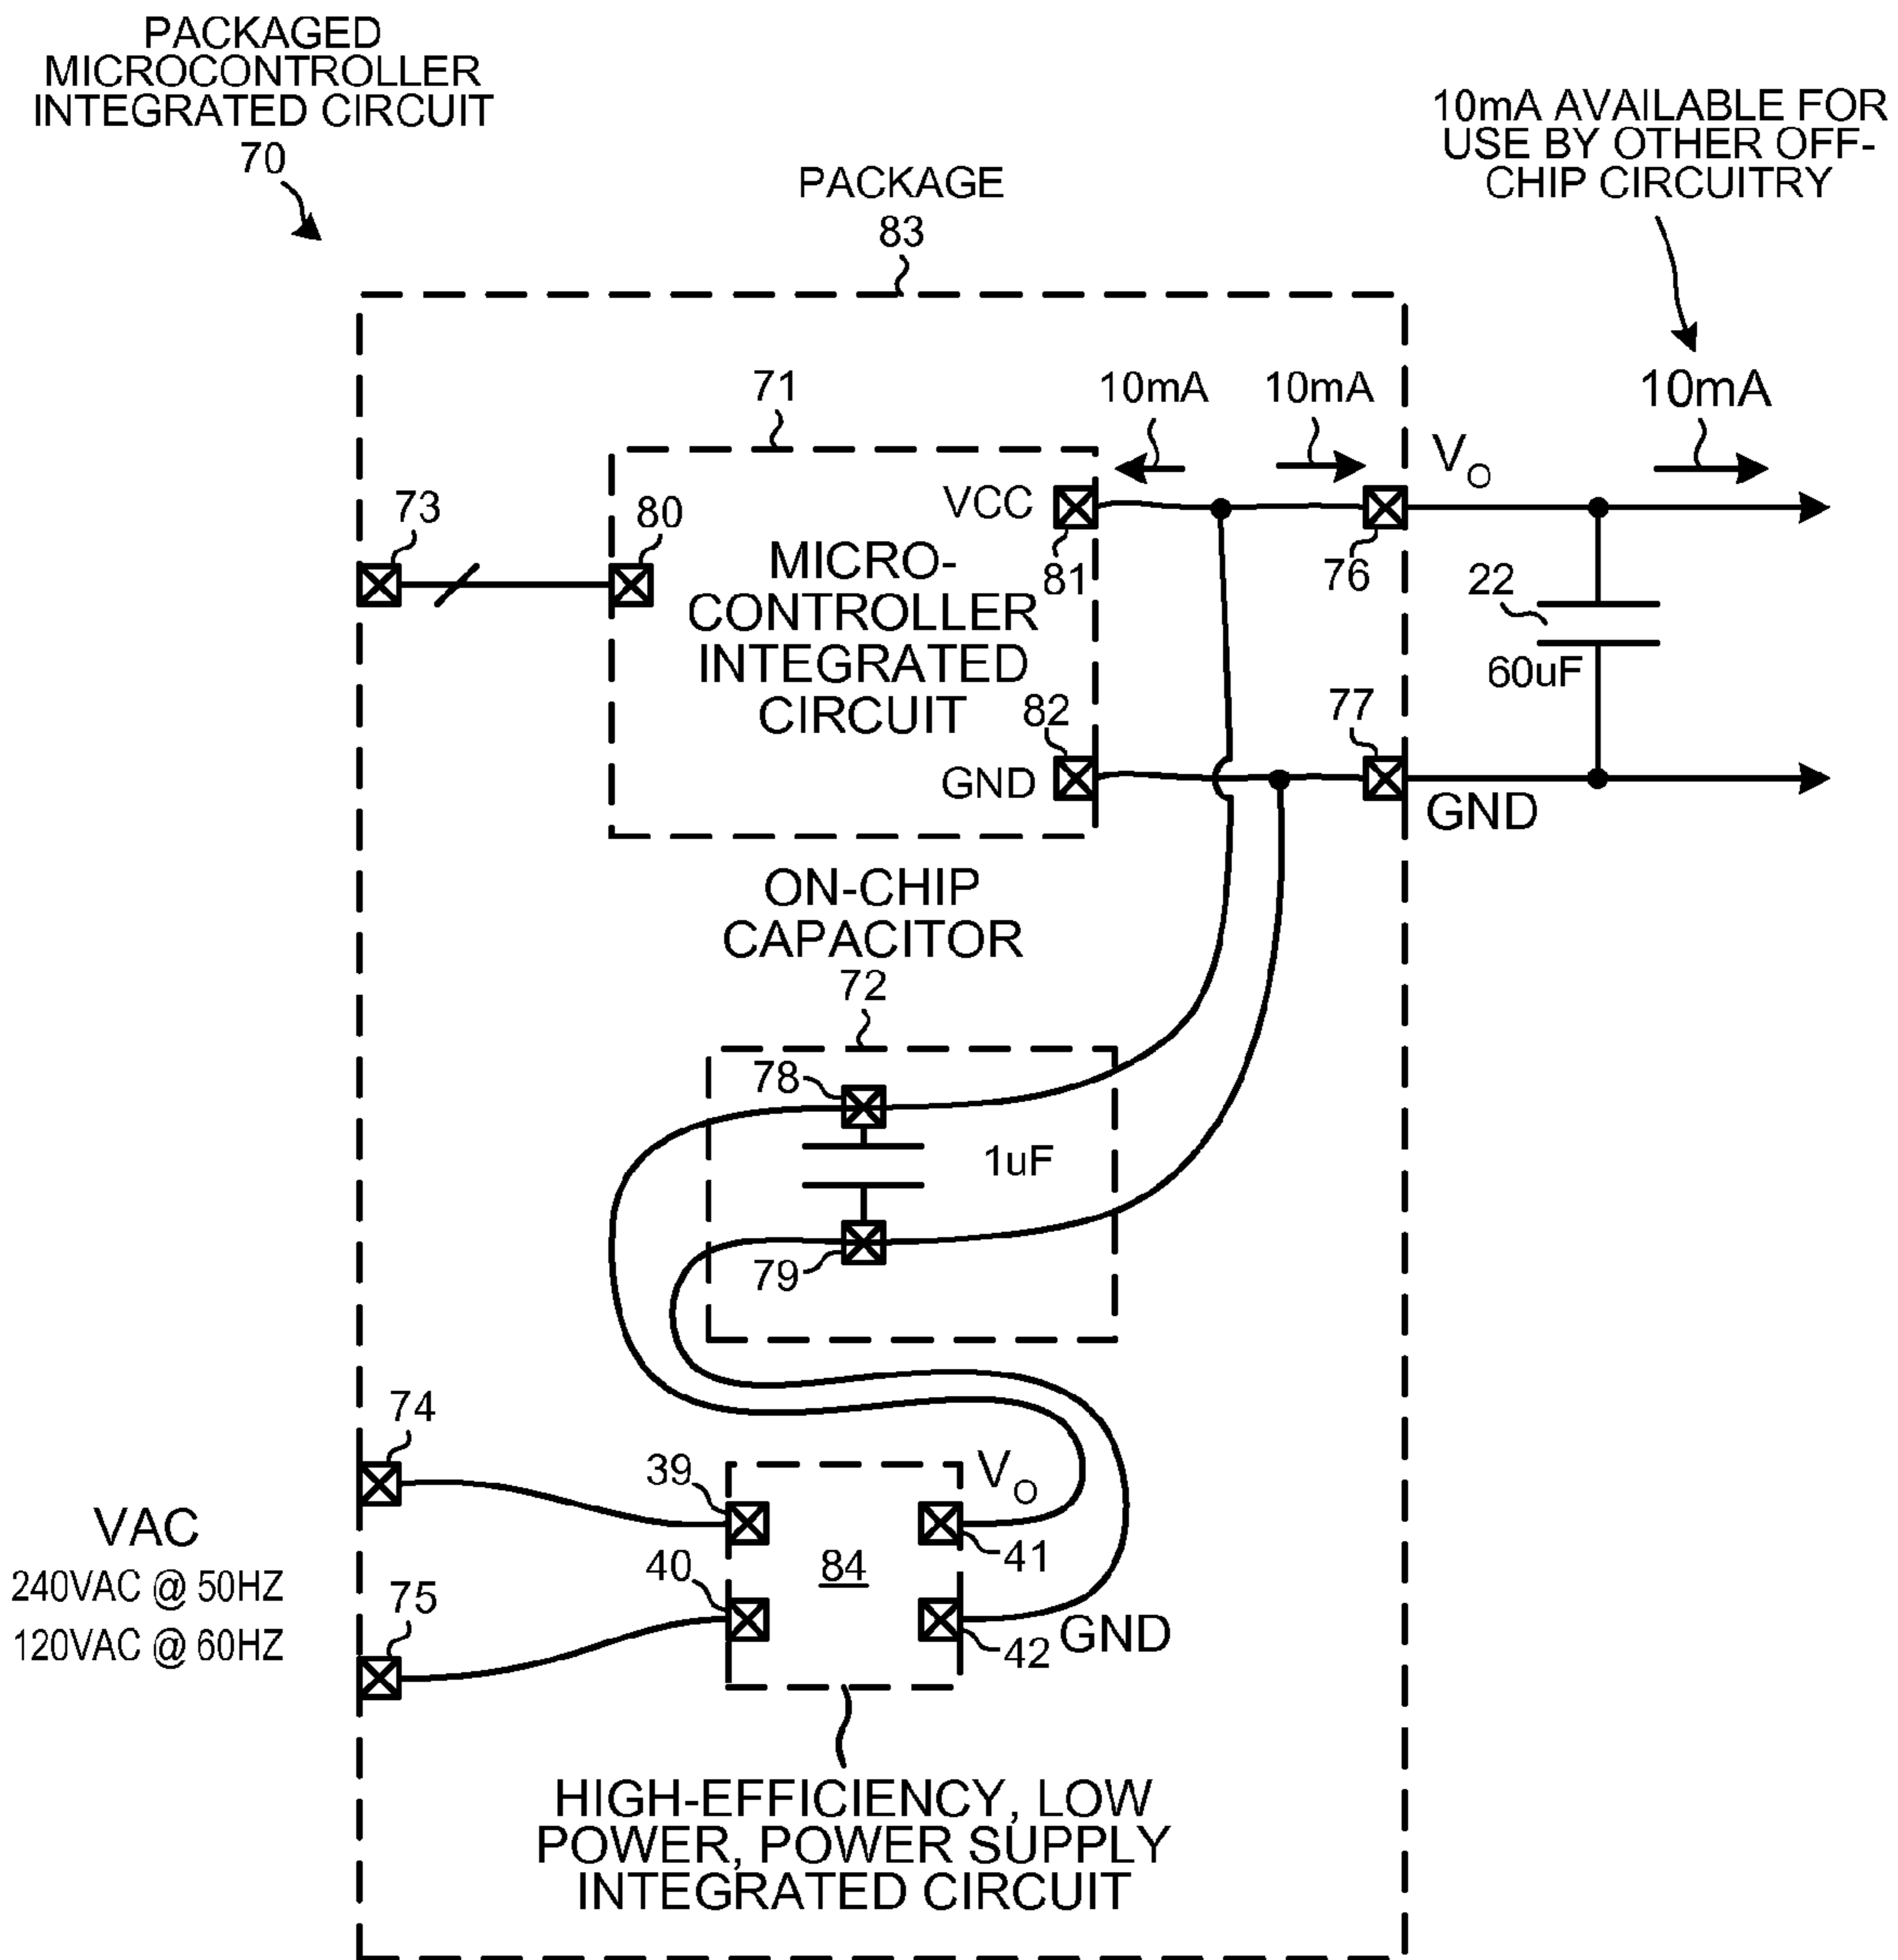 PACKAGED
MICROCONTROLLER
INTEGRATED CIRCUIT
70
10mA AVAILABLE FOR
USE BY OTHER OFF-
CHIP CIRCUITRY
PACKAGE
83
71
10mA
10mA
10mA
VO
73
80
VCC
81
76
MICRO-
CONTROLLER
INTEGRATED
CIRCUIT
22
60uF
82
77
GND
GND
ON-CHIP
CAPACITOR
72
78
1uF
79
74
39
VO
VAC
240VAC @ 50HZ
120VAC @ 60HZ
41
40
84
75
42
GND
HIGH-EFFICIENCY, LOW
POWER, POWER SUPPLY
INTEGRATED CIRCUIT